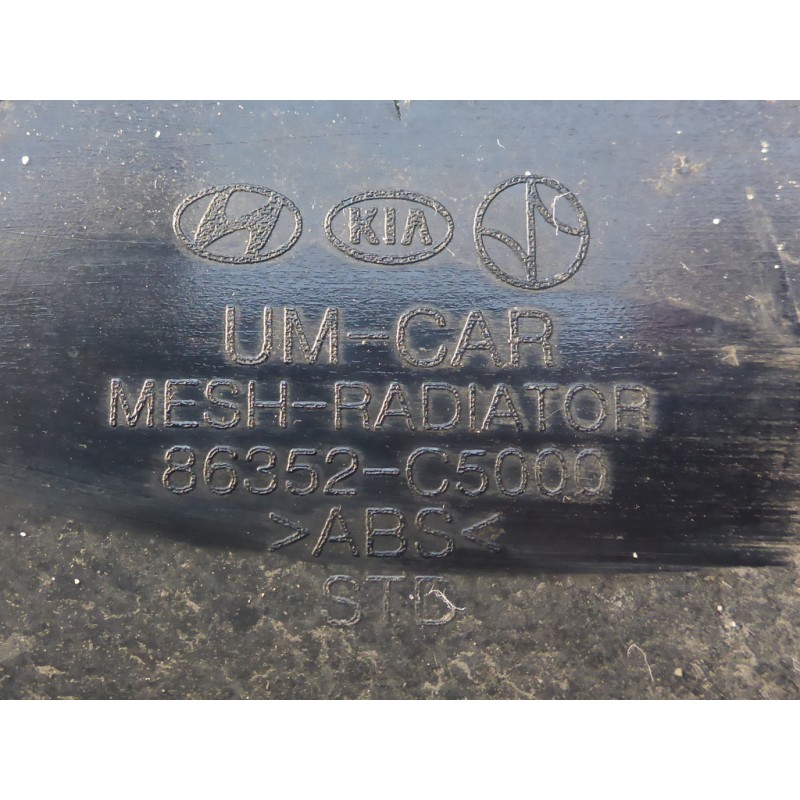 KIA
UM-CAR
MESH-RADIATOR
86352-C5000
>ABS<
STD